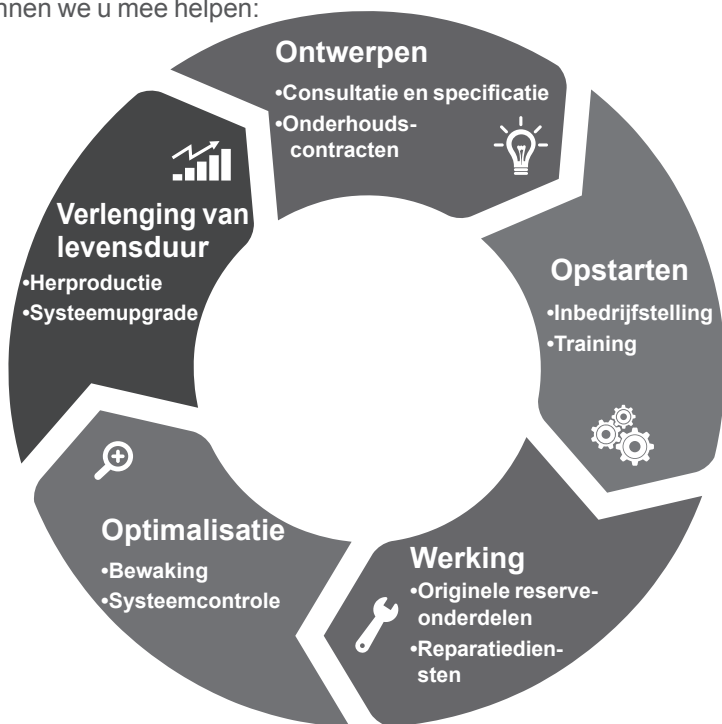 nnen we u mee helpen:
Ontwerpen
•Consultatie en specificatie
•Onderhouds-
contracten
Opstarten
•Inbedrijfstelling
•Training
Werking
•Originele reserve-
onderdelen
•Reparatiedien-
sten
Optimalisatie
•Bewaking
•Systeemcontrole
Verlenging van
levensduur
•Herproductie
•Systeemupgrade